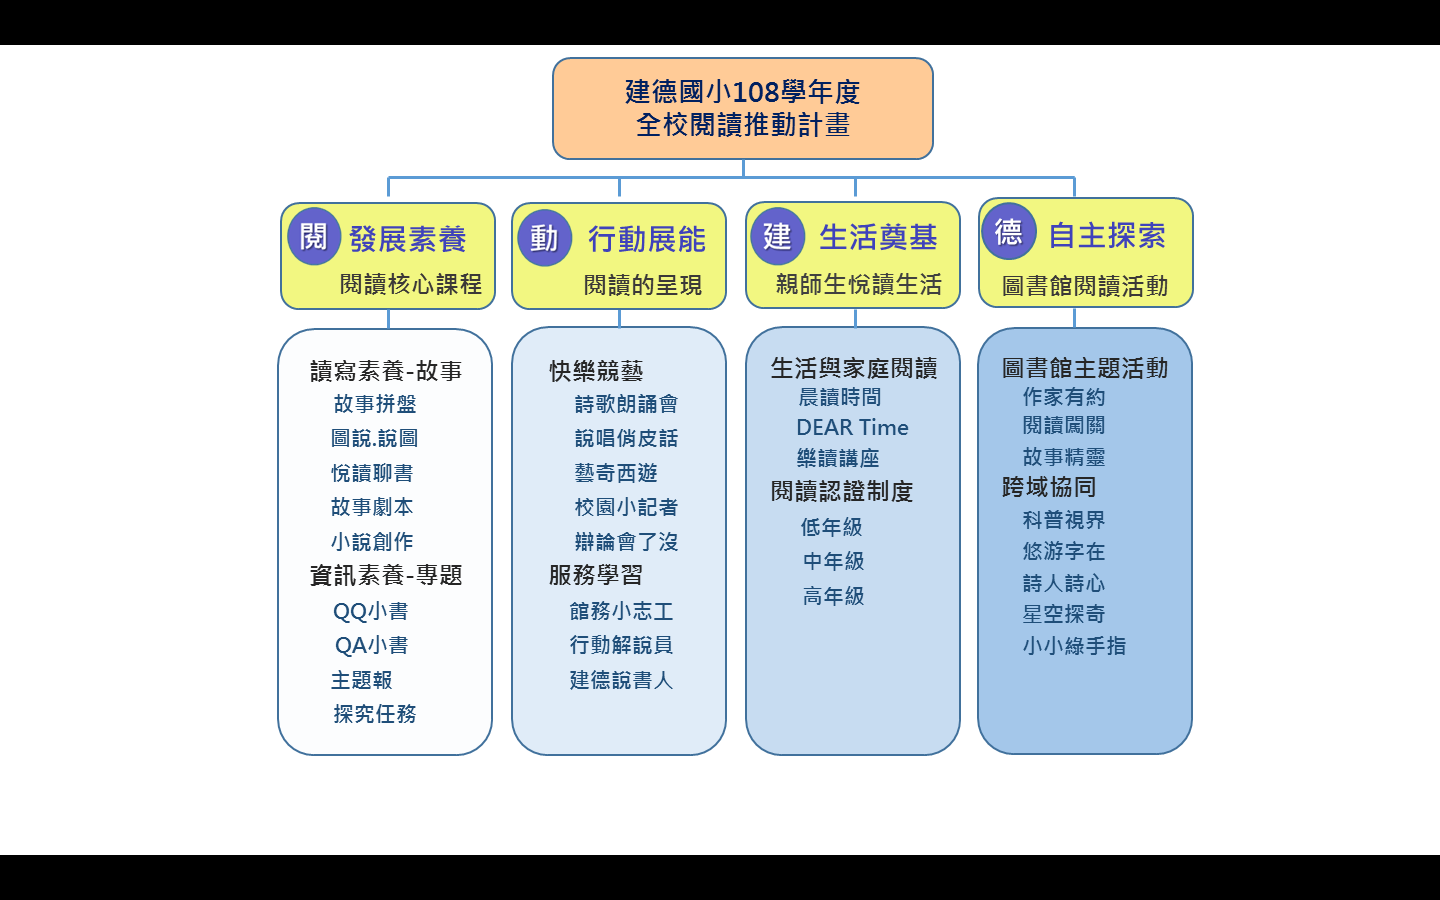 建德國小108學年度
全校閱讀推動計畫
閱 發展素養
閱讀核心課程
讀寫素養-故事
故事拼盤
圖說.說圖
悅讀聊書
故事劇本
小說創作
資訊素養-專題
QQ小書
QA小書
主題報
探究任務
動 行動展能
閱讀的呈現
快樂競藝
詩歌朗誦會
說唱俏皮話
藝奇西遊
校園小記者
辯論會了沒
服務學習
館務小志工
行動解說員
建德說書人
建 生活奠基
親師生悅讀生活
生活與家庭閱讀
晨讀時間
DEAR Time
樂讀講座
閱讀認證制度
低年級
中年級
高年級
德 自主探索
圖書館閱讀活動
圖書館主題活動
作家有約
閱讀闖關
故事精靈
跨域協同
科普視界
悠游字在
詩人詩心
星空探奇
小小綠手指